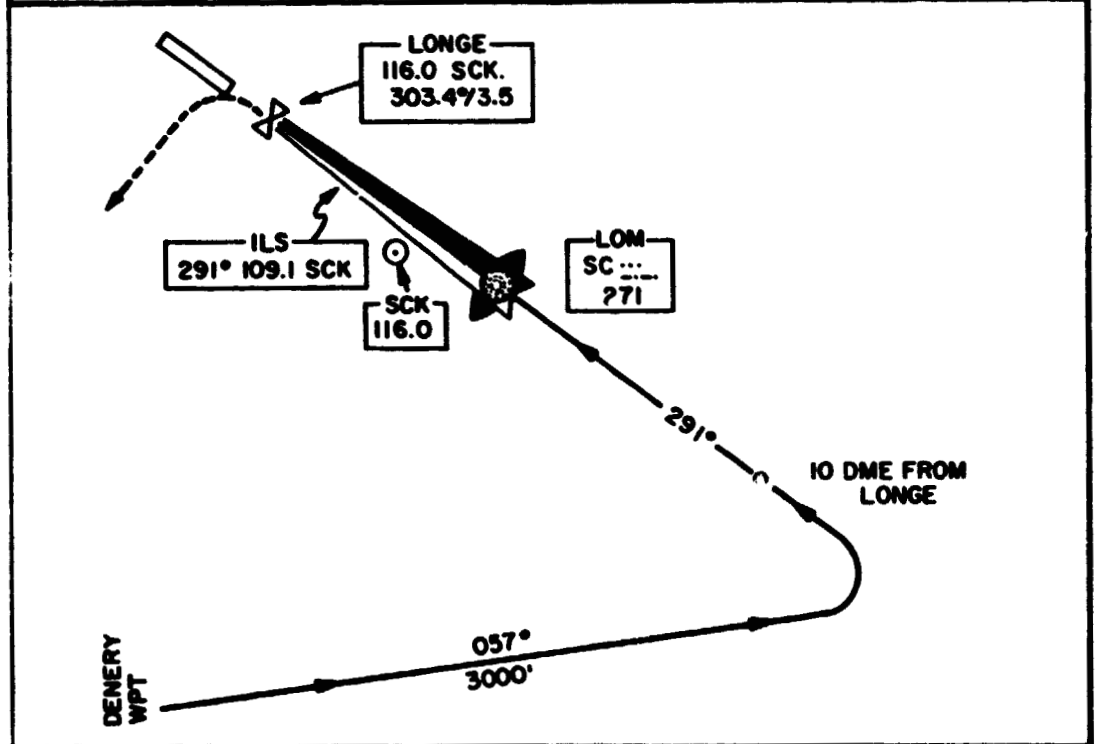 LONGE
116.0 SCK.
303.4°/3.5
ILS
291° 109.1 SCK
SCK
116.0
LOM
SC
291°
10 DME FROM
LONGE
057°
3000'
DENERY
WPT